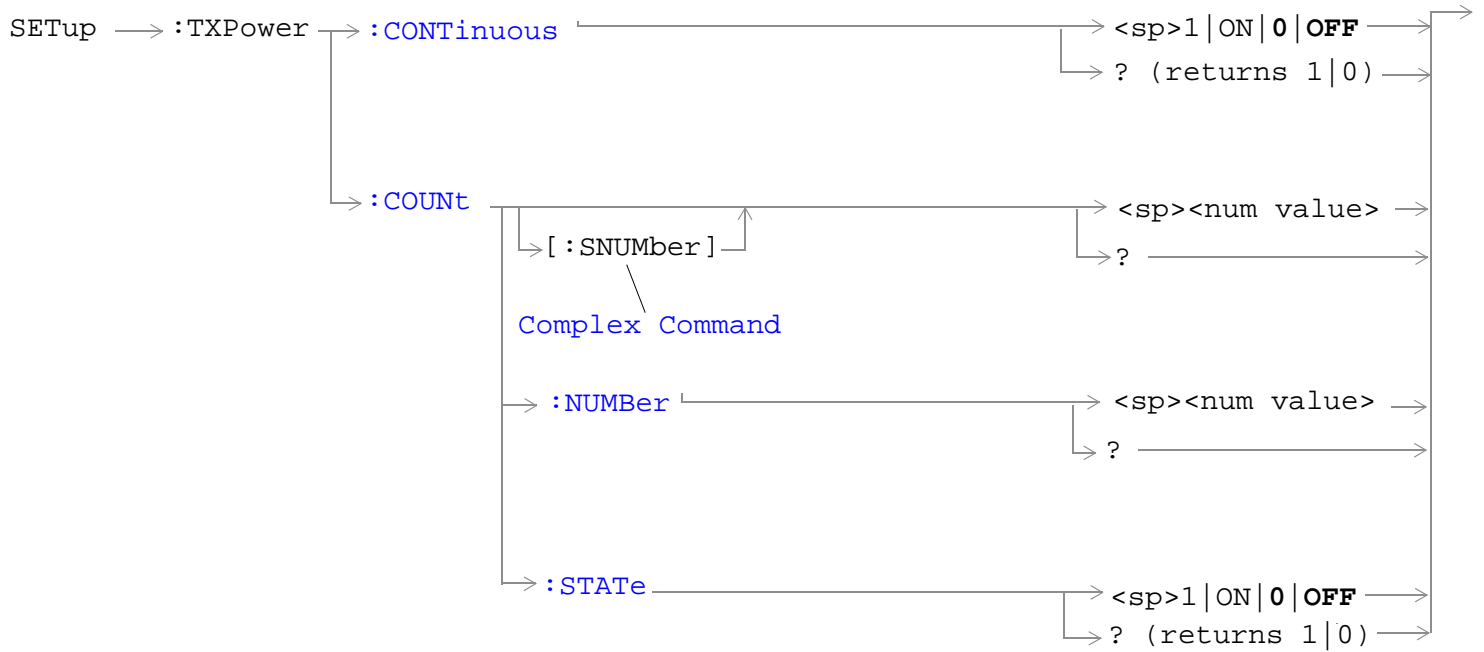 SETup :TXPower :CONTinuous <sp>1|ON|0|OFF
? (returns 1|0)
:COUNt <sp><num value>
[:SNUMber] ?
Complex Command
:NUMBer <sp><num value>
?
:STATe <sp>1|ON|0|OFF
? (returns 1|0)